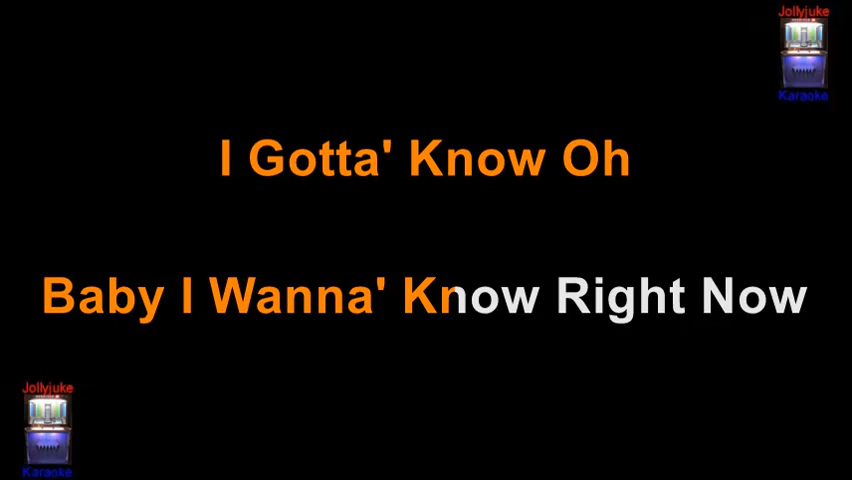 Jollyjuke
Karaoke
I Gotta' Know Oh
Baby I Wanna' Know Right Now
Jollyjuke
Karaoke